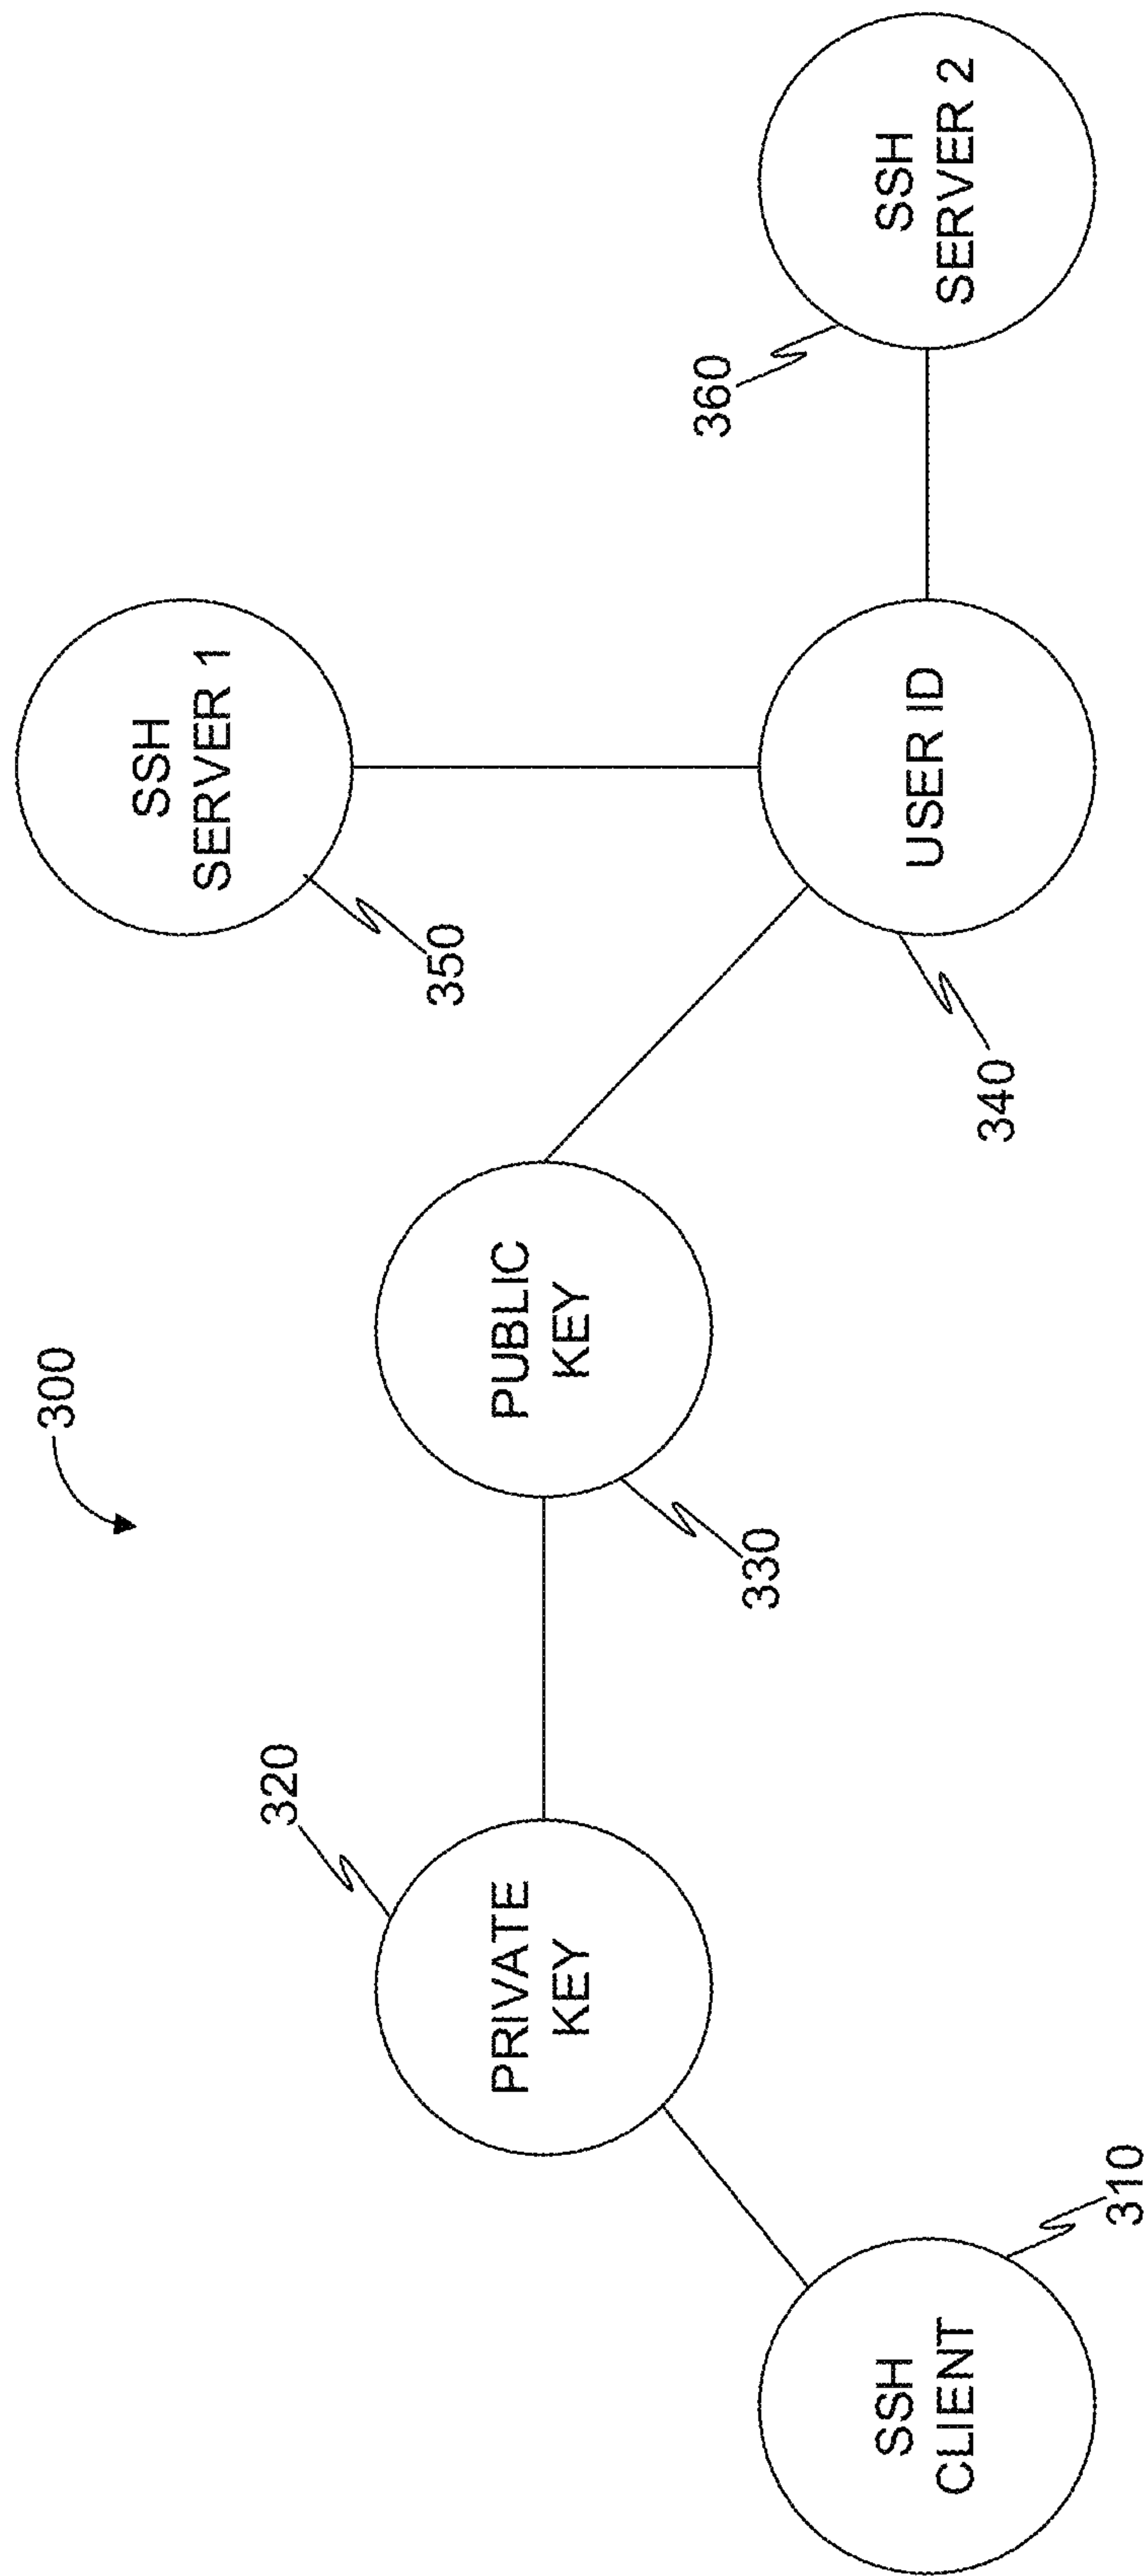 300
SSH
SERVER 1
350
320
PRIVATE
KEY
PUBLIC
KEY
330
360
SSH
CLIENT
310
USER ID
340
SSH
SERVER 2